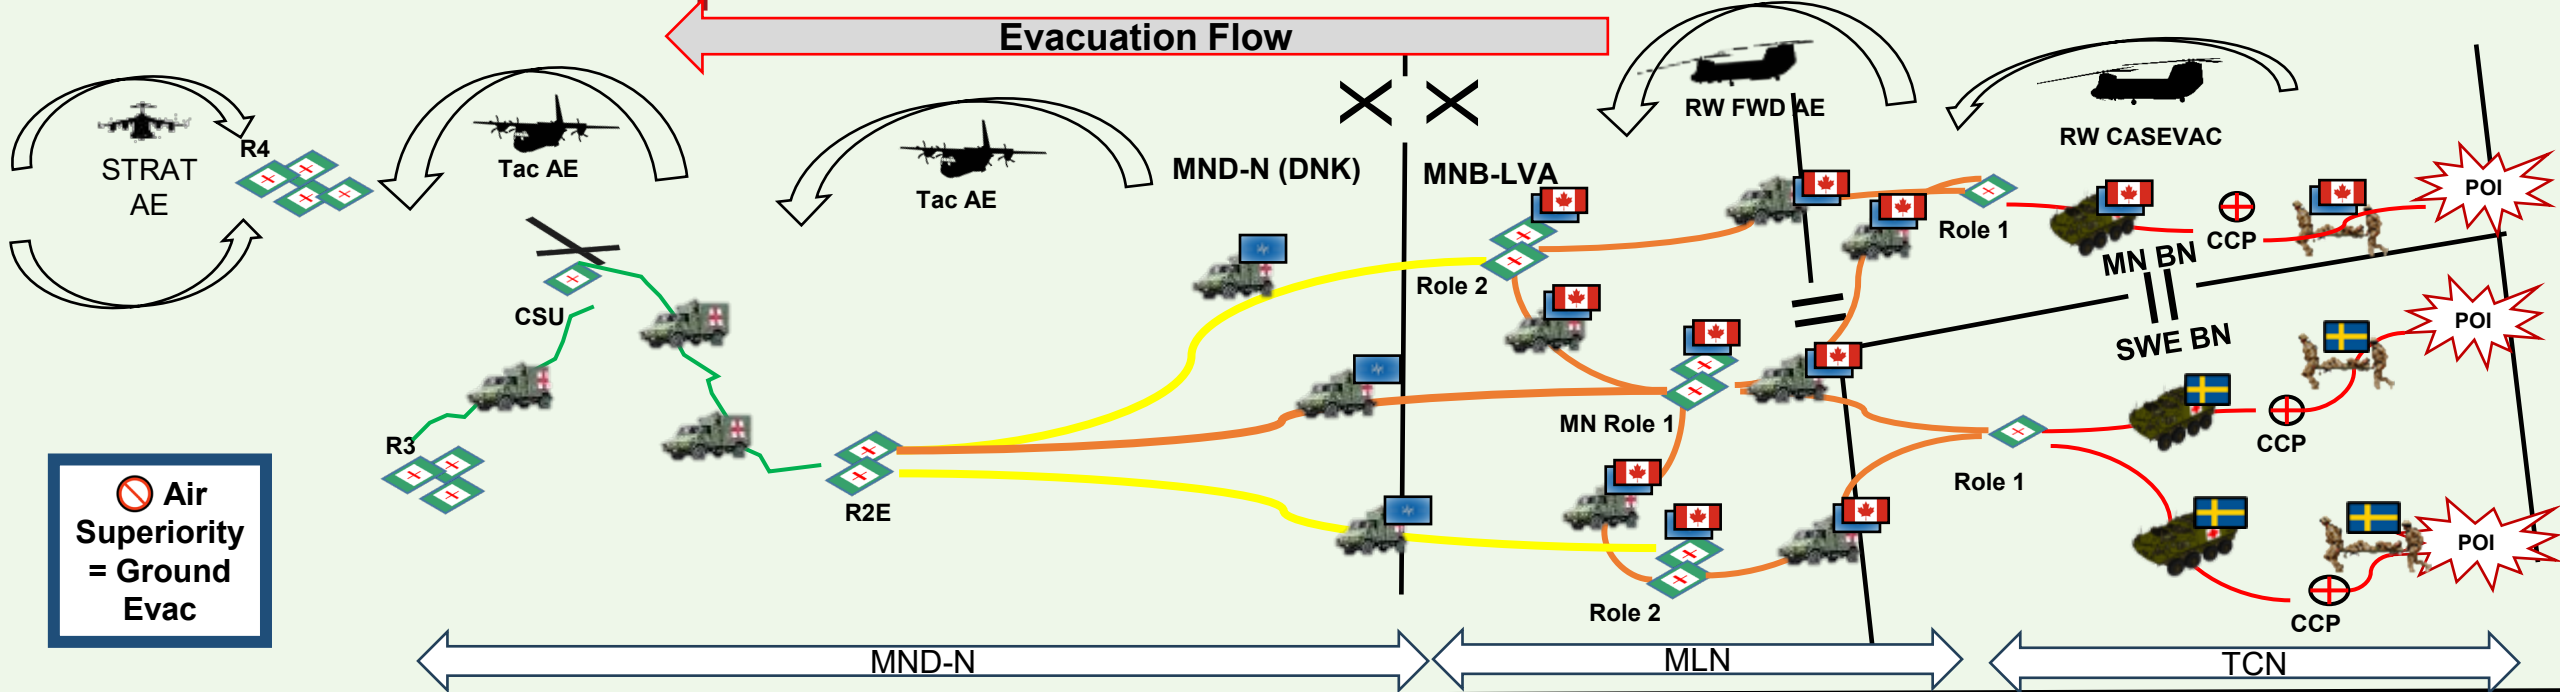 Evacuation Flow
STRAT
AE
R4
Tac AE
Tac AE
MND-N (DNK)
MNB-LVA
RW FWD AE
RW CASEVAC
CSU
R3
R2E
Role 2
MN Role 1
Role 2
Role 1
Role 1
MN BN
SWE BN
CCP
CCP
CCP
POI
POI
POI
Air
Superiority
= Ground
Evac
MND-N
MLN
TCN